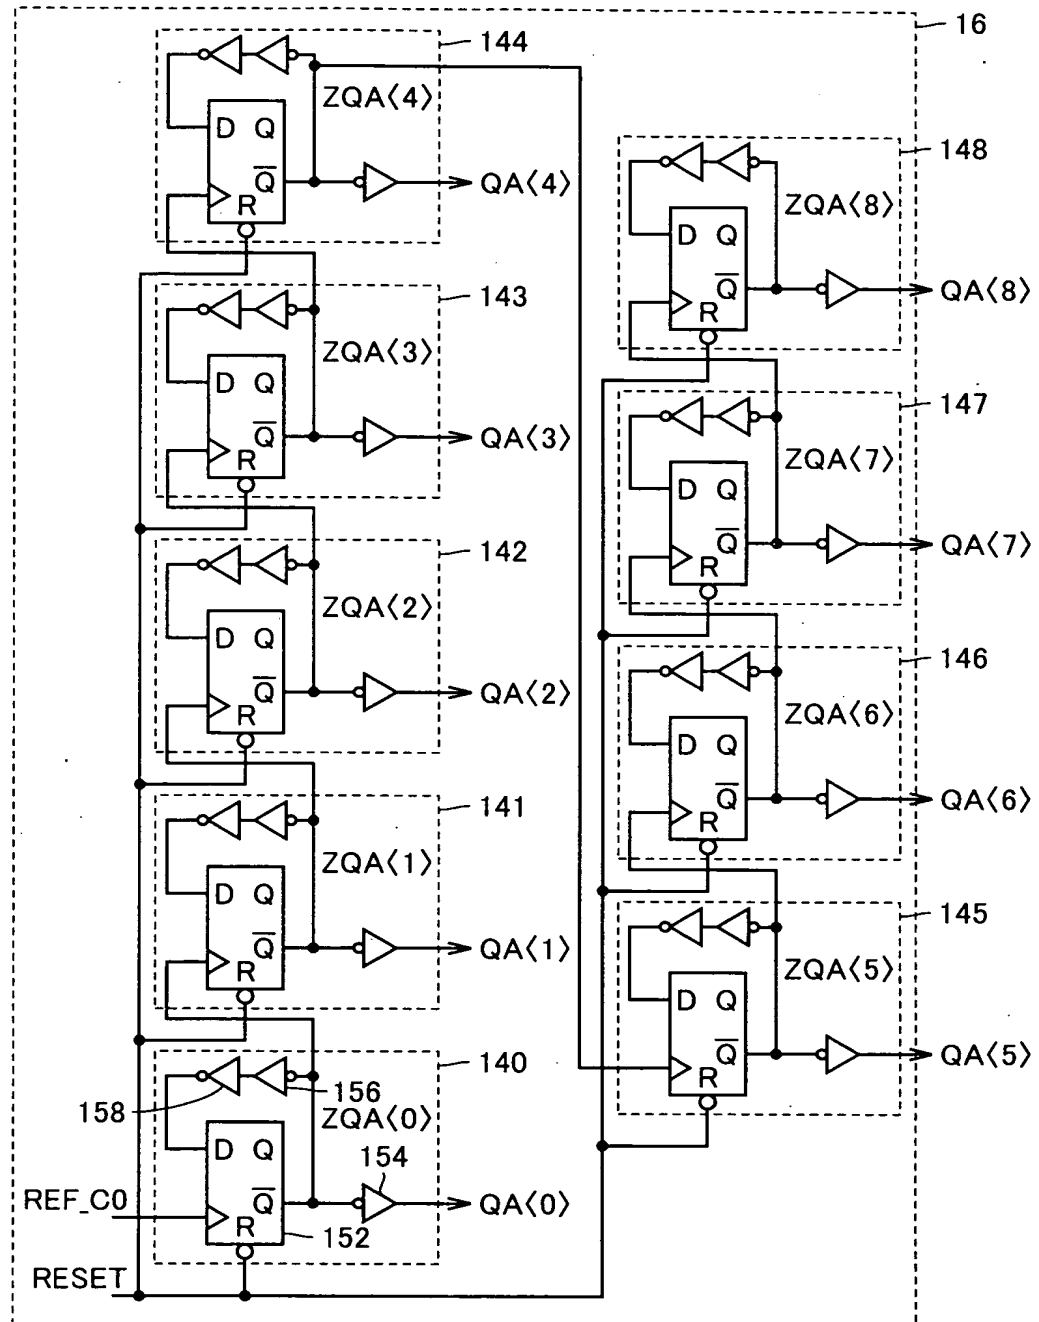 16
144
ZQA⟨4⟩
D Q
Q̅
R
QA⟨4⟩
143
ZQA⟨3⟩
D Q
Q̅
R
QA⟨3⟩
142
ZQA⟨2⟩
D Q
Q̅
R
QA⟨2⟩
141
ZQA⟨1⟩
D Q
Q̅
R
QA⟨1⟩
140
158
156
ZQA⟨0⟩
D Q
154
Q̅
R
QA⟨0⟩
152
REF_C0
RESET
148
ZQA⟨8⟩
D Q
Q̅
R
QA⟨8⟩
147
ZQA⟨7⟩
D Q
Q̅
R
QA⟨7⟩
146
ZQA⟨6⟩
D Q
Q̅
R
QA⟨6⟩
145
ZQA⟨5⟩
D Q
Q̅
R
QA⟨5⟩